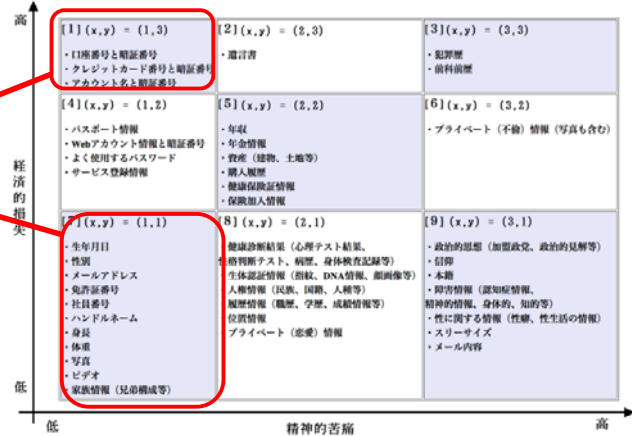 高
[1](x,y) = (1,3)
・口座番号と暗証番号
・クレジットカード番号と暗証番号
・アカウント名と暗証番号
[2](x,y) = (2,3)
・遺言書
[3](x,y) = (3,3)
・犯罪歴
・前科前歴
[4](x,y) = (1,2)
・パスポート情報
・Webアカウント情報と暗証番号
・よく使用するパスワード
・サービス登録情報
[5](x,y) = (2,2)
・年収
・年金情報
・資産（建物、土地等）
・購入履歴
・健康保険証情報
・保険加入情報
[6](x,y) = (3,2)
・プライベート（不倫）情報（写真も含む）
経済的損失
[7](x,y) = (1,1)
・生年月日
・性別
・メールアドレス
・免許証番号
・社員番号
・ハンドルネーム
・身長
・体重
・写真
・ビデオ
・家族情報（兄弟構成等）
[8](x,y) = (2,1)
・健康診断結果（心理テスト結果、
性格判断テスト、病歴、身体検査記録等）
・生体認証情報（指紋、DNA情報、顔画像等）
・人種情報（民族、国籍、人種等）
・履歴情報（職歴、学歴、成績情報等）
・位置情報
・プライベート（恋愛）情報
[9](x,y) = (3,1)
・政治的思想（加盟政党、政治的見解等）
・信仰
・本籍
・障害情報（認知症情報、
精神的情報、身体的、知的等）
・性に関する情報（性癖、性生活の情報）
・スリーサイズ
・メール内容
低
低
精神的苦痛
高